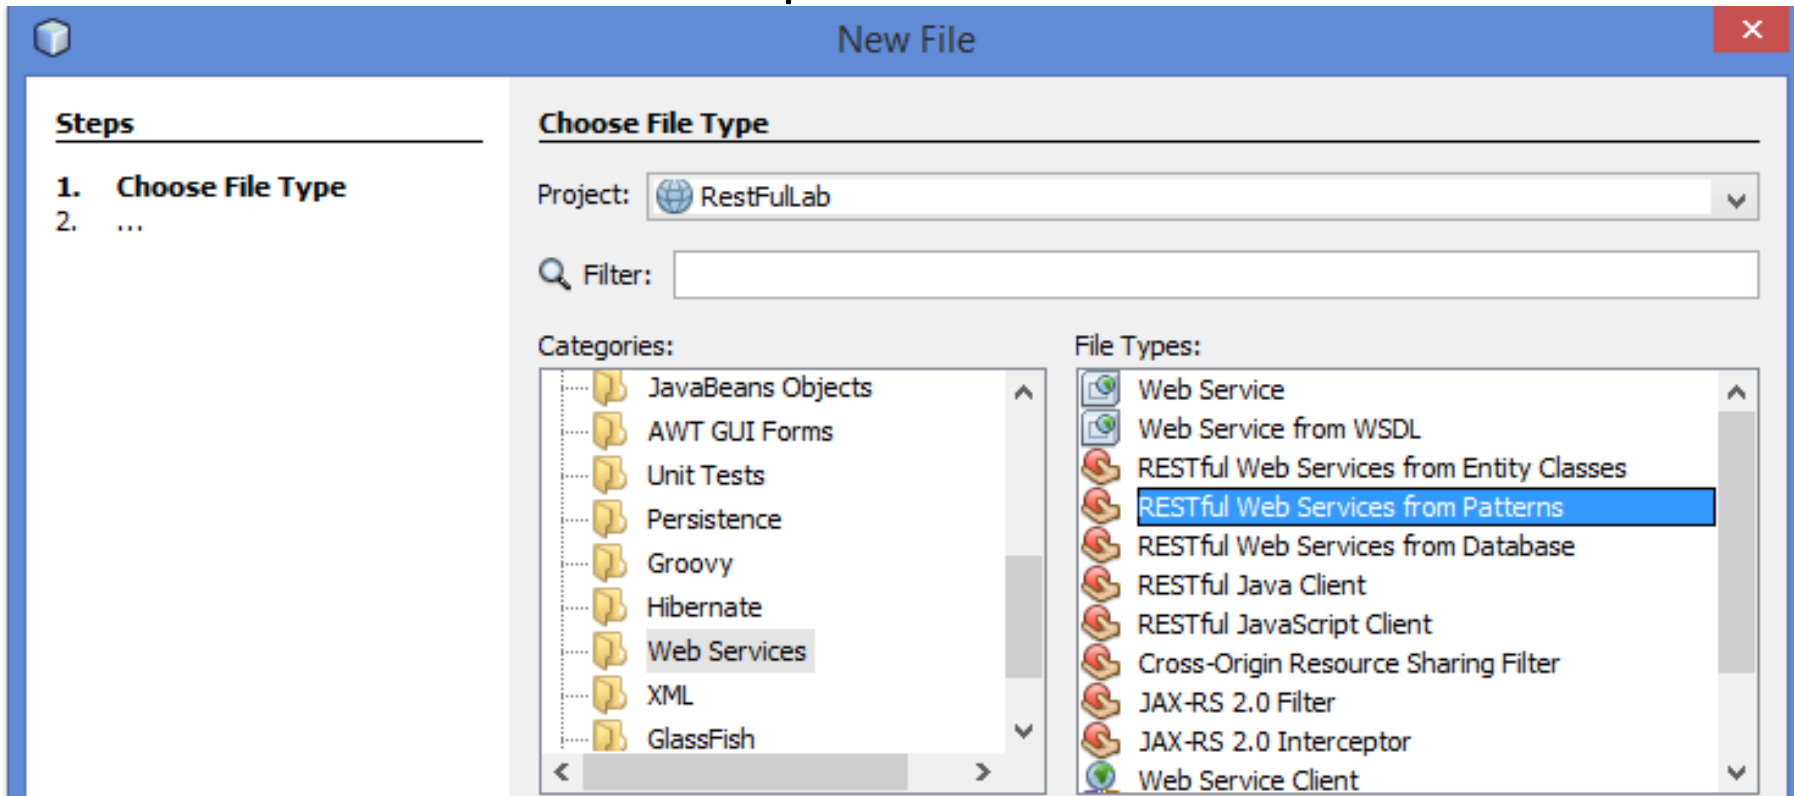 New File
Steps
1. Choose File Type
2. ...
Choose File Type
Project: RestFulLab
Filter:
Categories:
JavaBeans Objects
AWT GUI Forms
Unit Tests
Persistence
Groovy
Hibernate
Web Services
XML
GlassFish
File Types:
Web Service
Web Service from WSDL
RESTful Web Services from Entity Classes
RESTful Web Services from Patterns
RESTful Web Services from Database
RESTful Java Client
RESTful JavaScript Client
Cross-Origin Resource Sharing Filter
JAX-RS 2.0 Filter
JAX-RS 2.0 Interceptor
Web Service Client